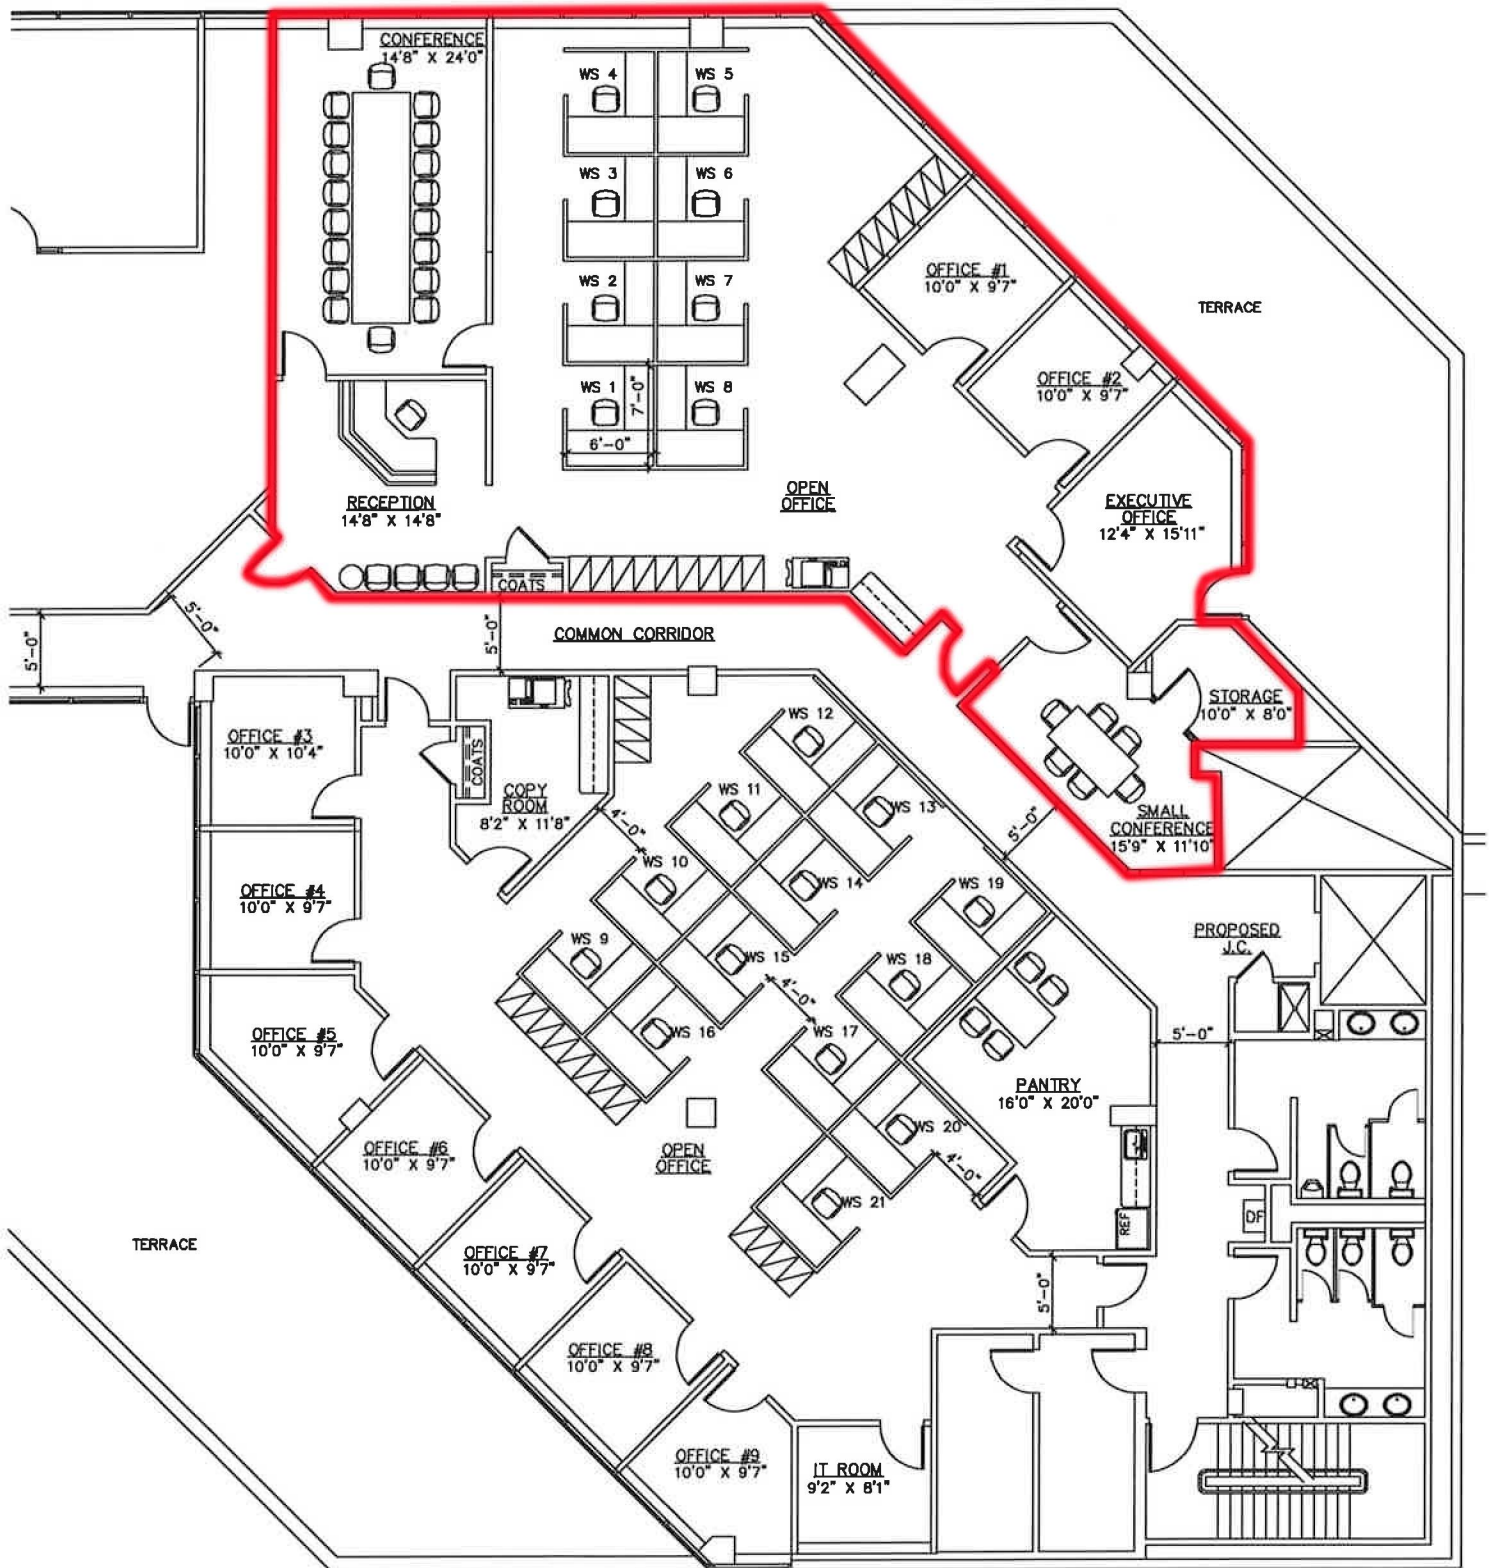 CONFERENCE
14'8" X 24'0"
WS 4
WS 5
WS 3
WS 6
WS 2
WS 7
WS 1
WS 8
7'-0"
6'-0"
OFFICE #1
10'0" X 9'7"
TERRACE
OFFICE #2
10'0" X 9'7"
RECEPTION
14'8" X 14'8"
OPEN
OFFICE
EXECUTIVE
OFFICE
12'4" X 15'11"
COATS
5'-0"
5'-0"
5'-0"
COMMON CORRIDOR
STORAGE
10'0" X 8'0"
OFFICE #3
10'0" X 10'4"
COATS
COPY
ROOM
8'2" X 11'8"
4'-0"
WS 12
WS 11
WS 13
WS 10
WS 14
WS 9
WS 15
WS 16
5'-0"
SMALL
CONFERENCE
15'9" X 11'10"
OFFICE #4
10'0" X 9'7"
WS 19
WS 18
4'-0"
WS 17
PROPOSED
J.C.
OFFICE #5
10'0" X 9'7"
5'-0"
PANTRY
16'0" X 20'0"
WS 20
4'-0"
WS 21
OFFICE #6
10'0" X 9'7"
OPEN
OFFICE
REF
DF
TERRACE
OFFICE #7
10'0" X 9'7"
5'-0"
OFFICE #8
10'0" X 9'7"
OFFICE #9
10'0" X 9'7"
IT ROOM
9'2" X 8'1"